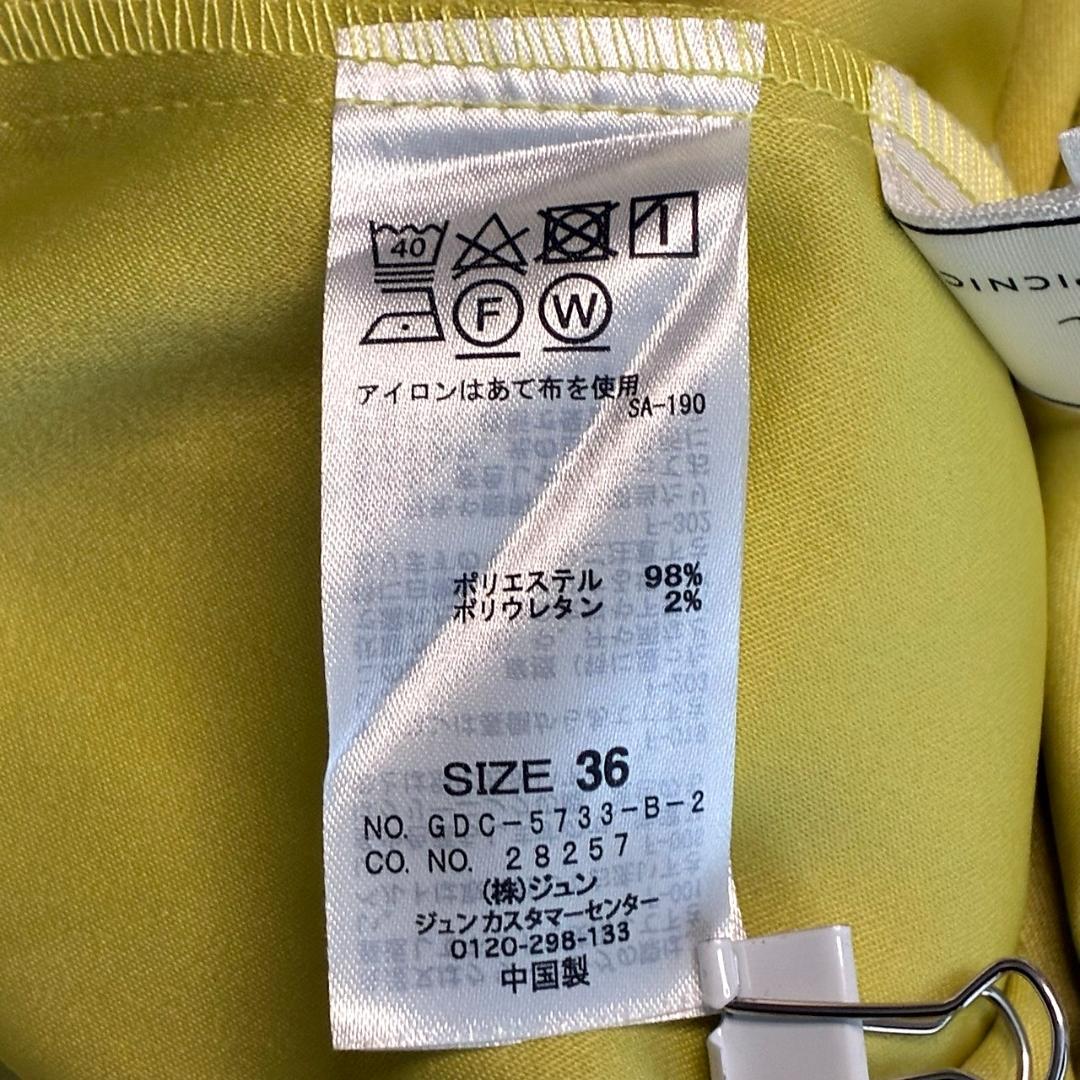 40
F W
アイロンはあて布を使用
SA-190
ポリエステル 98%
ポリウレタン 2%
SIZE 36
NO. GDC-5733-B-2
CO. NO. 28257
(株)ジュン
ジュンカスタマーセンター
0120-298-133
中国製
PICNIC